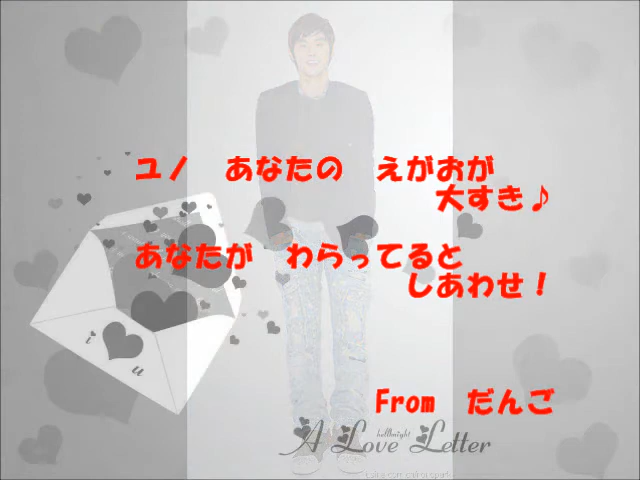 ユノ　あなたの　えがおが
大すき♪
あなたが　わらってると
しあわせ！
i u
From　だんご
hellknight
A Love Letter